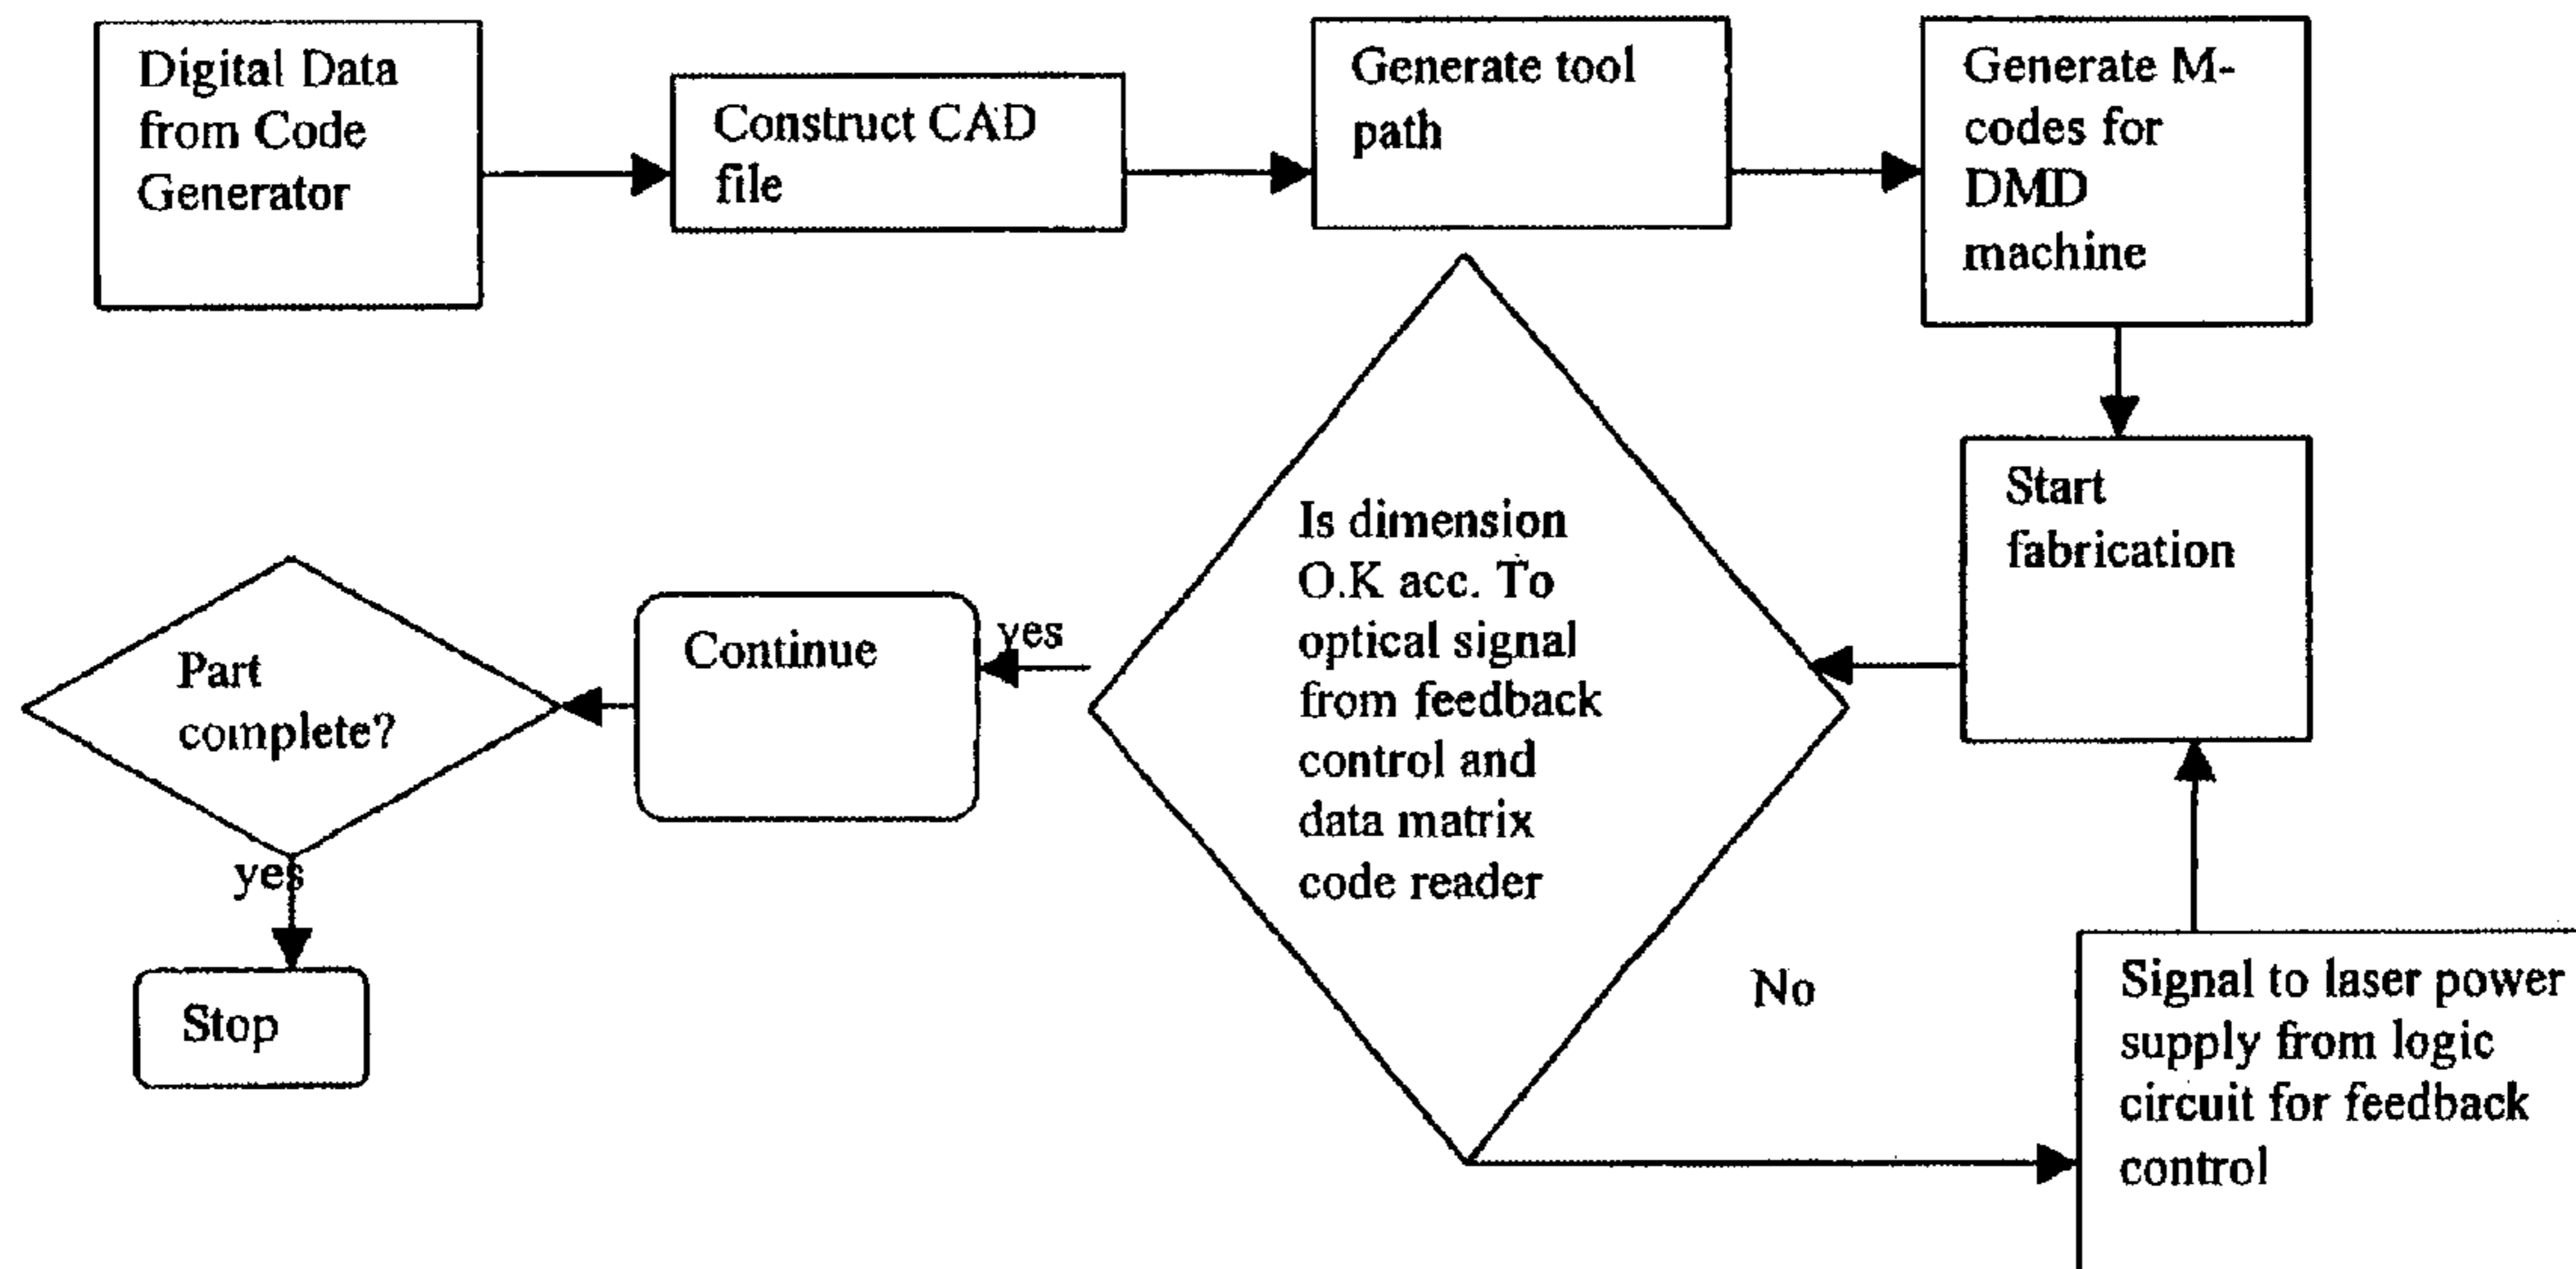 Digital Data
from Code
Generator
Construct CAD
file
Generate tool
path
Generate M-
codes for
DMD
machine
Start
fabrication
Is dimension
O.K acc. To
optical signal
from feedback
control and
data matrix
code reader
yes
Continue
Part
complete?
yes
Stop
No
Signal to laser power
supply from logic
circuit for feedback
control